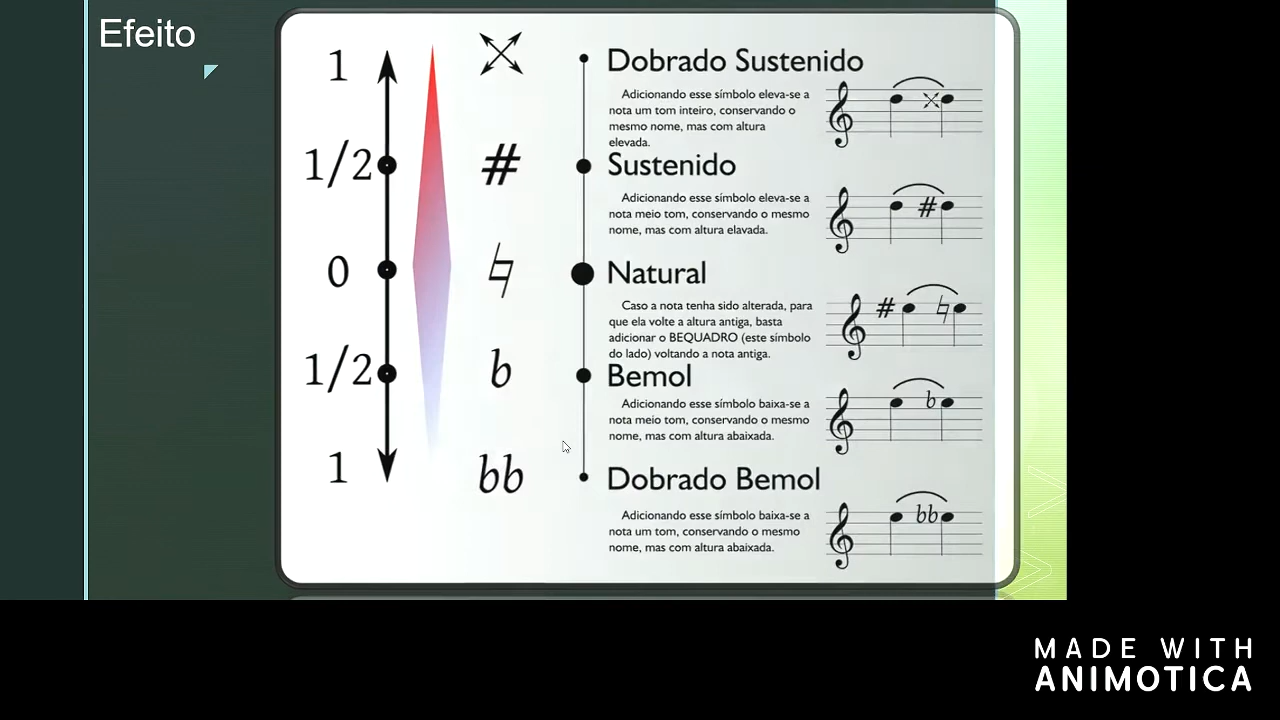 Efeito
1
1/2
0
1/2
1
#
b
bb
Dobrado Sustenido
Adicionando esse símbolo eleva-se a
nota um tom inteiro, conservando o
mesmo nome, mas com altura
elevada.
Sustenido
Adicionando esse símbolo eleva-se a
nota meio tom, conservando o mesmo
nome, mas com altura elavada.
Natural
Caso a nota tenha sido alterada, para
que ela volte a altura antiga, basta
adicionar o BEQUADRO (este símbolo
do lado) voltando a nota antiga.
Bemol
Adicionando esse símbolo baixa-se a
nota meio tom, conservando o mesmo
nome, mas com altura abaixada.
Dobrado Bemol
Adicionando esse símbolo baixa-se a
nota um tom, conservando o mesmo
nome, mas com altura abaixada.
#
#
b
bb
MADE WITH
ANIMOTICA